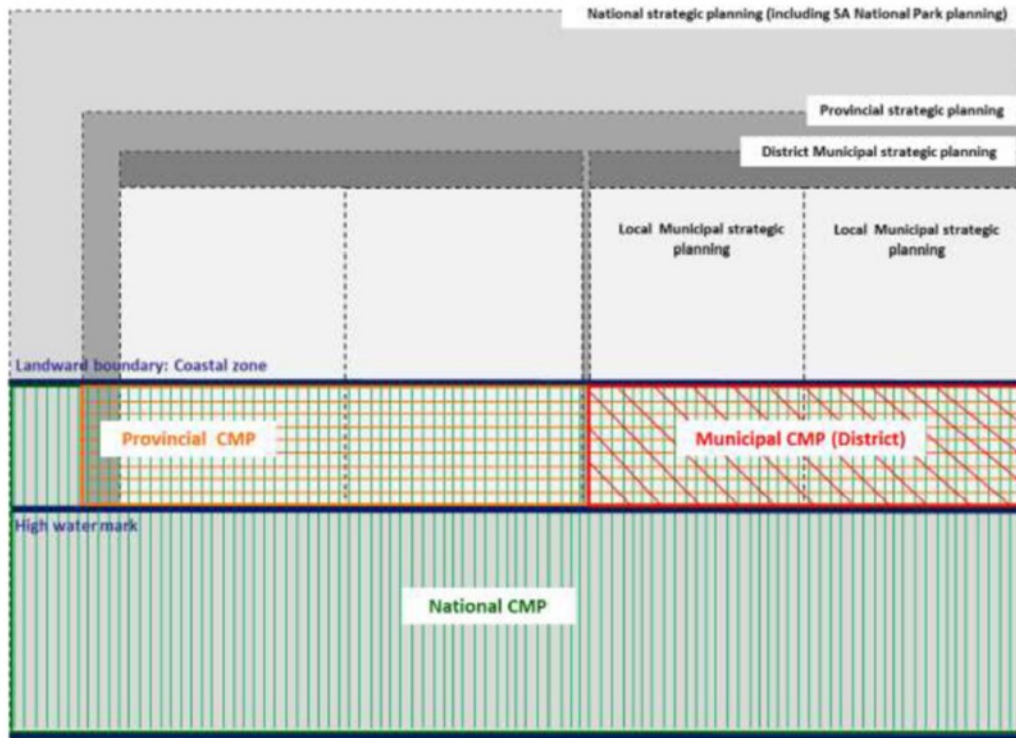 National strategic planning (including SA National Park planning)
Provincial strategic planning
District Municipal strategic planning
Local Municipal strategic
planning
Local Municipal strategic
planning
Landward boundary: Coastal zone
Provincial CMP
Municipal CMP (District)
High water mark
National CMP